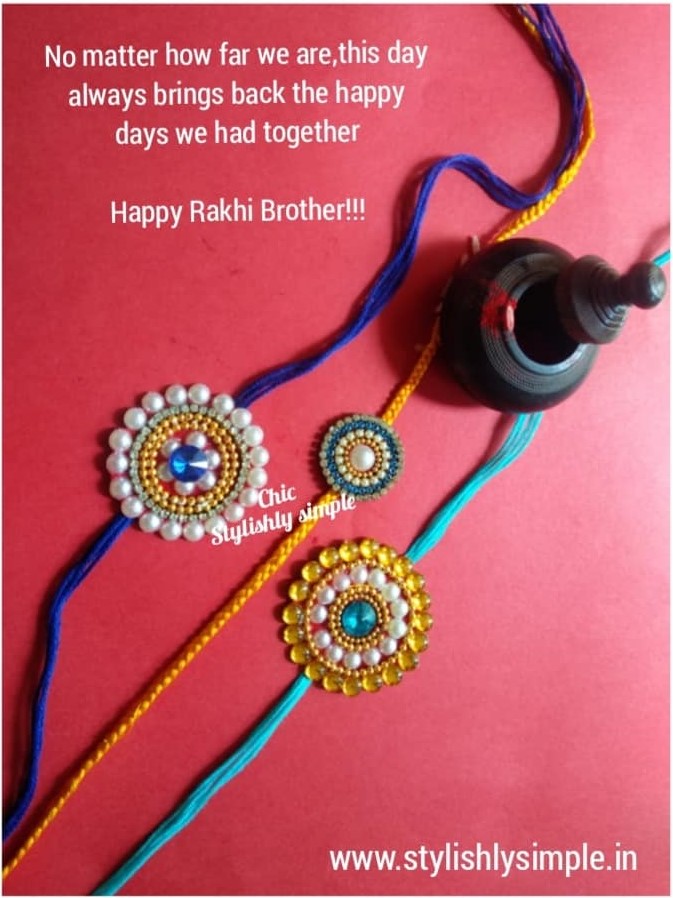 No matter how far we are,this day
always brings back the happy
days we had together
Happy Rakhi Brother!!!
Chic
Stylishly simple
www.stylishlysimple.in